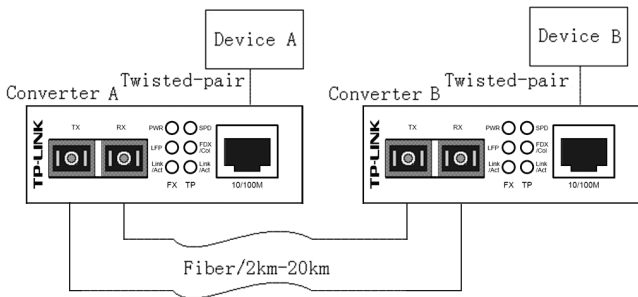 Device A
Device B
Twisted-pair
Twisted-pair
Converter A
Converter B
TP-LINK
TX
RX
PWR
SPD
LFP
FDX
/Col
Link
/Act
Link
/Act
FX
TP
10/100M
TP-LINK
TX
RX
PWR
SPD
LFP
FDX
/Col
Link
/Act
Link
/Act
FX
TP
10/100M
Fiber/2km-20km